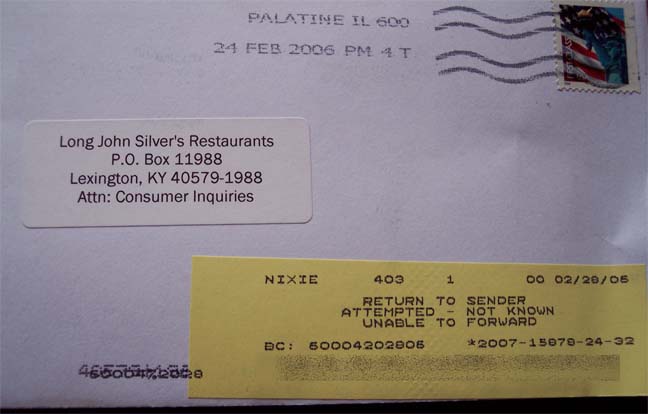 PALATINE IL 600
24 FEB 2006 PM 4 T
Long John Silver's Restaurants
P.O. Box 11988
Lexington, KY 40579-1988
Attn: Consumer Inquiries
NIXIE 403 1 00 02/28/06
RETURN TO SENDER
ATTEMPTED - NOT KNOWN
UNABLE TO FORWARD
BC: 60004202806 *2007-15878-24-32